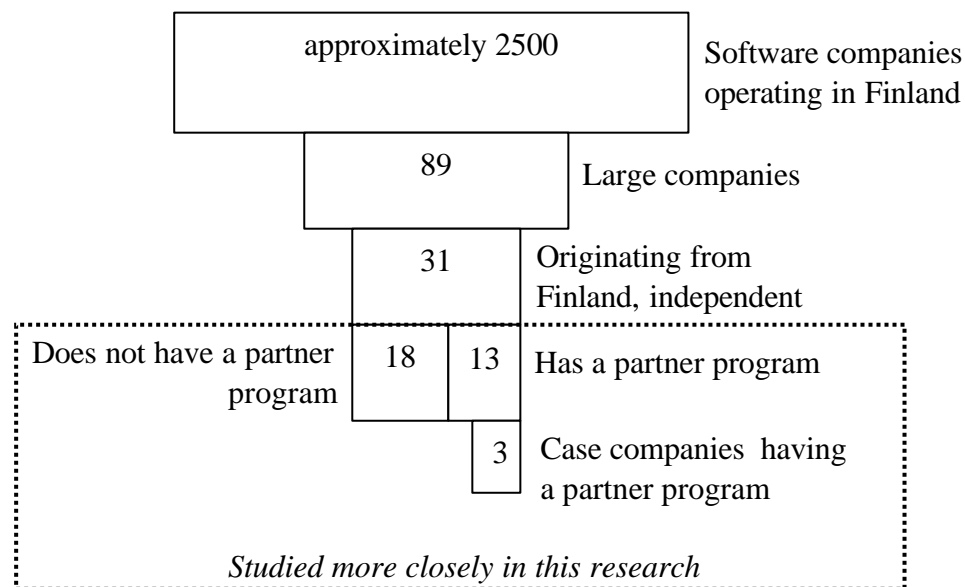 approximately 2500
Software companies
operating in Finland
89
Large companies
31
Originating from
Finland, independent
Does not have a partner
program
18
13
Has a partner program
3
Case companies having
a partner program
Studied more closely in this research